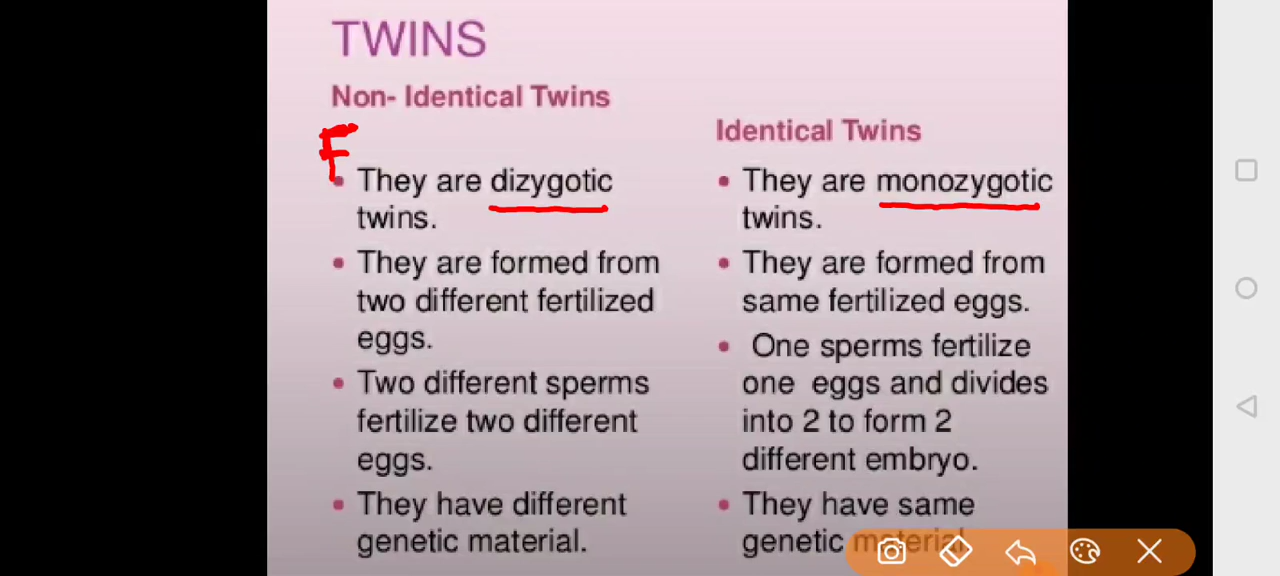 TWINS
Non- Identical Twins
F
• They are dizygotic
twins.
• They are formed from
two different fertilized
eggs.
• Two different sperms
fertilize two different
eggs.
• They have different
genetic material.
Identical Twins
• They are monozygotic
twins.
• They are formed from
same fertilized eggs.
• One sperms fertilize
one eggs and divides
into 2 to form 2
different embryo.
• They have same
genetic material